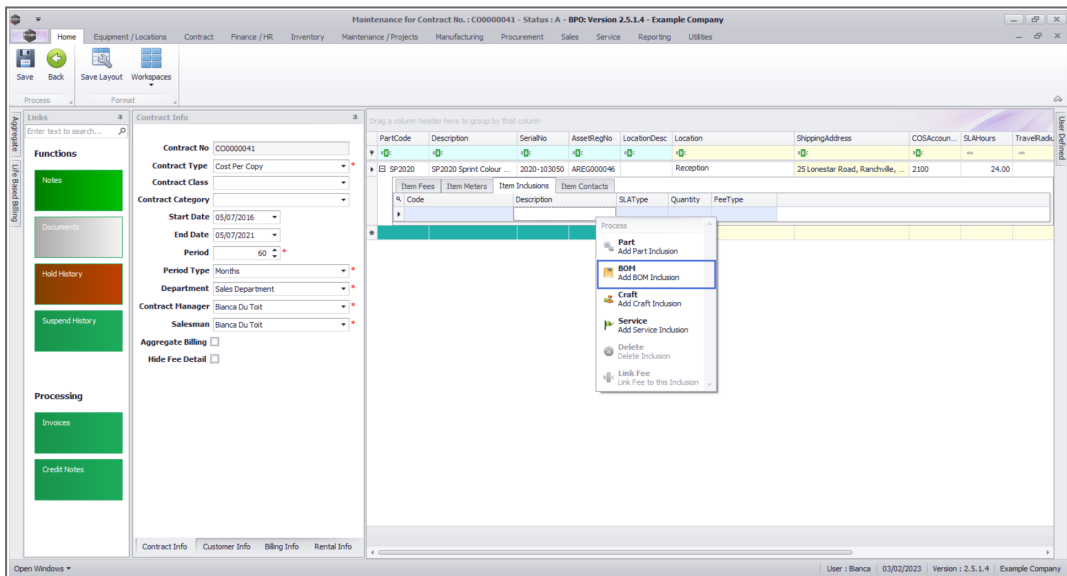 Maintenance for Contract No. : CO0000041 - Status : A - BPO: Version 2.5.1.4 - Example Company
Home Equipment / Locations Contract Finance / HR Inventory Maintenance / Projects Manufacturing Procurement Sales Service Reporting Utilities
Save Back Save Layout Workspaces
Process Format
Aggregate
Life Based Billing
Links
Enter text to search...
Functions
Notes
Documents
Hold History
Suspend History
Processing
Invoices
Credit Notes
Contract Info
Contract No CO0000041
Contract Type Cost Per Copy *
Contract Class
Contract Category
Start Date 05/07/2016
End Date 05/07/2021
Period 60 *
Period Type Months *
Department Sales Department *
Contract Manager Bianca Du Toit *
Salesman Bianca Du Toit *
Aggregate Billing
Hide Fee Detail
Contract Info Customer Info Billing Info Rental Info
Drag a column header here to group by that column
PartCode Description SerialNo AssetRegNo LocationDesc Location ShippingAddress COSAccoun... SLAHours TravelRadiu
SP2020 SP2020 Sprint Colour ... 2020-103050 AREG000046 Reception 25 Lonestar Road, Ranchville, ... 2100 24.00
Item Fees Item Meters Item Inclusions Item Contacts
Code Description SLAType Quantity FeeType
Process
Part
Add Part Inclusion
BOM
Add BOM Inclusion
Craft
Add Craft Inclusion
Service
Add Service Inclusion
Delete
Delete Inclusion
Link Fee
Link Fee to this Inclusion
User Defined
Open Windows User : Bianca 03/02/2023 Version : 2.5.1.4 Example Company